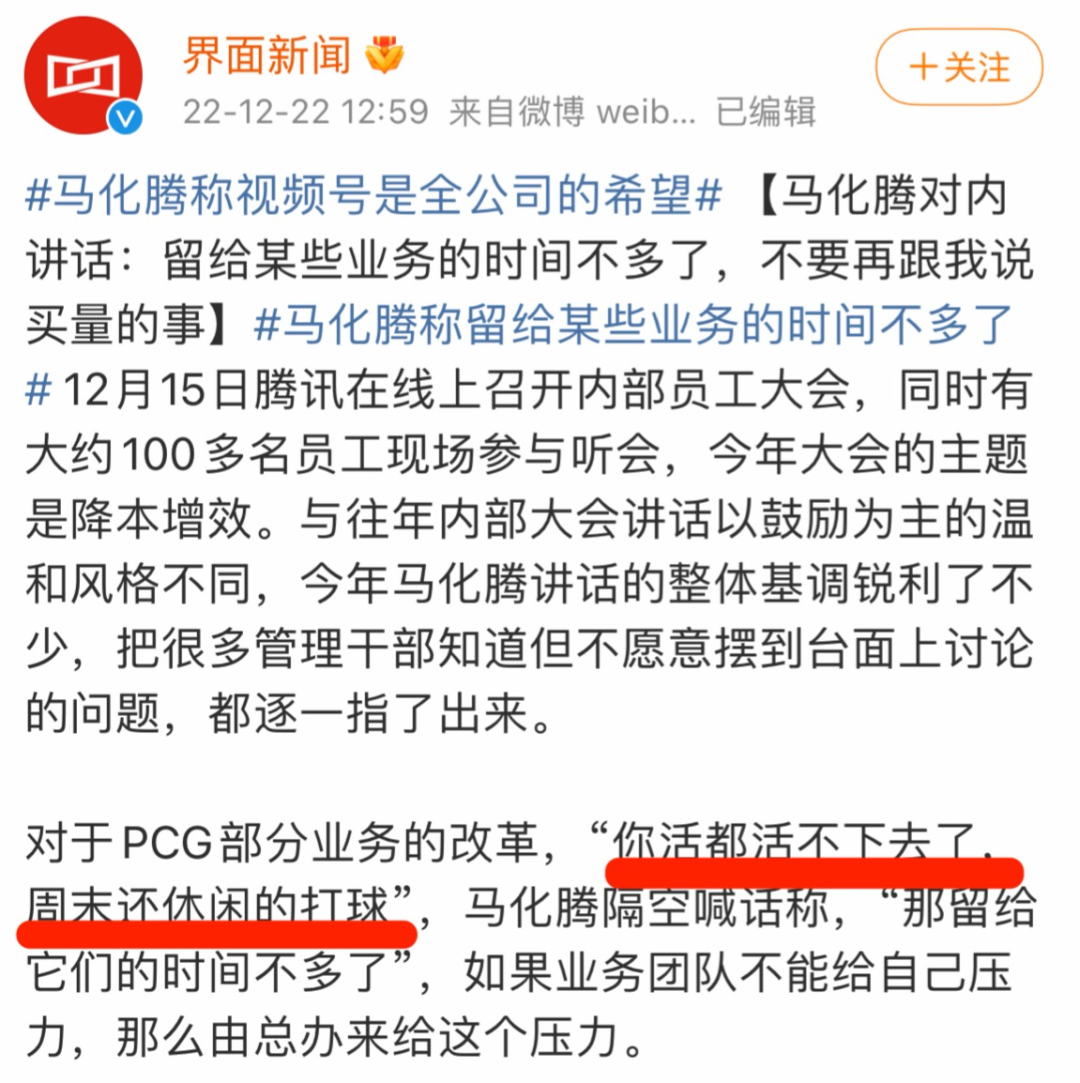 界面新闻
+关注
22-12-22 12:59 来自微博 weib... 已编辑
#马化腾称视频号是全公司的希望# 【马化腾对内
讲话：留给某些业务的时间不多了，不要再跟我说
买量的事】#马化腾称留给某些业务的时间不多了
# 12月15日腾讯在线上召开内部员工大会，同时有
大约100多名员工现场参与听会，今年大会的主题
是降本增效。与往年内部大会讲话以鼓励为主的温
和风格不同，今年马化腾讲话的整体基调锐利了不
少，把很多管理干部知道但不愿意摆到台面上讨论
的问题，都逐一指了出来。
对于PCG部分业务的改革，“你活都活不下去了，
周末还休闲的打球”，马化腾隔空喊话称，“那留给
它们的时间不多了”，如果业务团队不能给自己压
力，那么由总办来给这个压力。